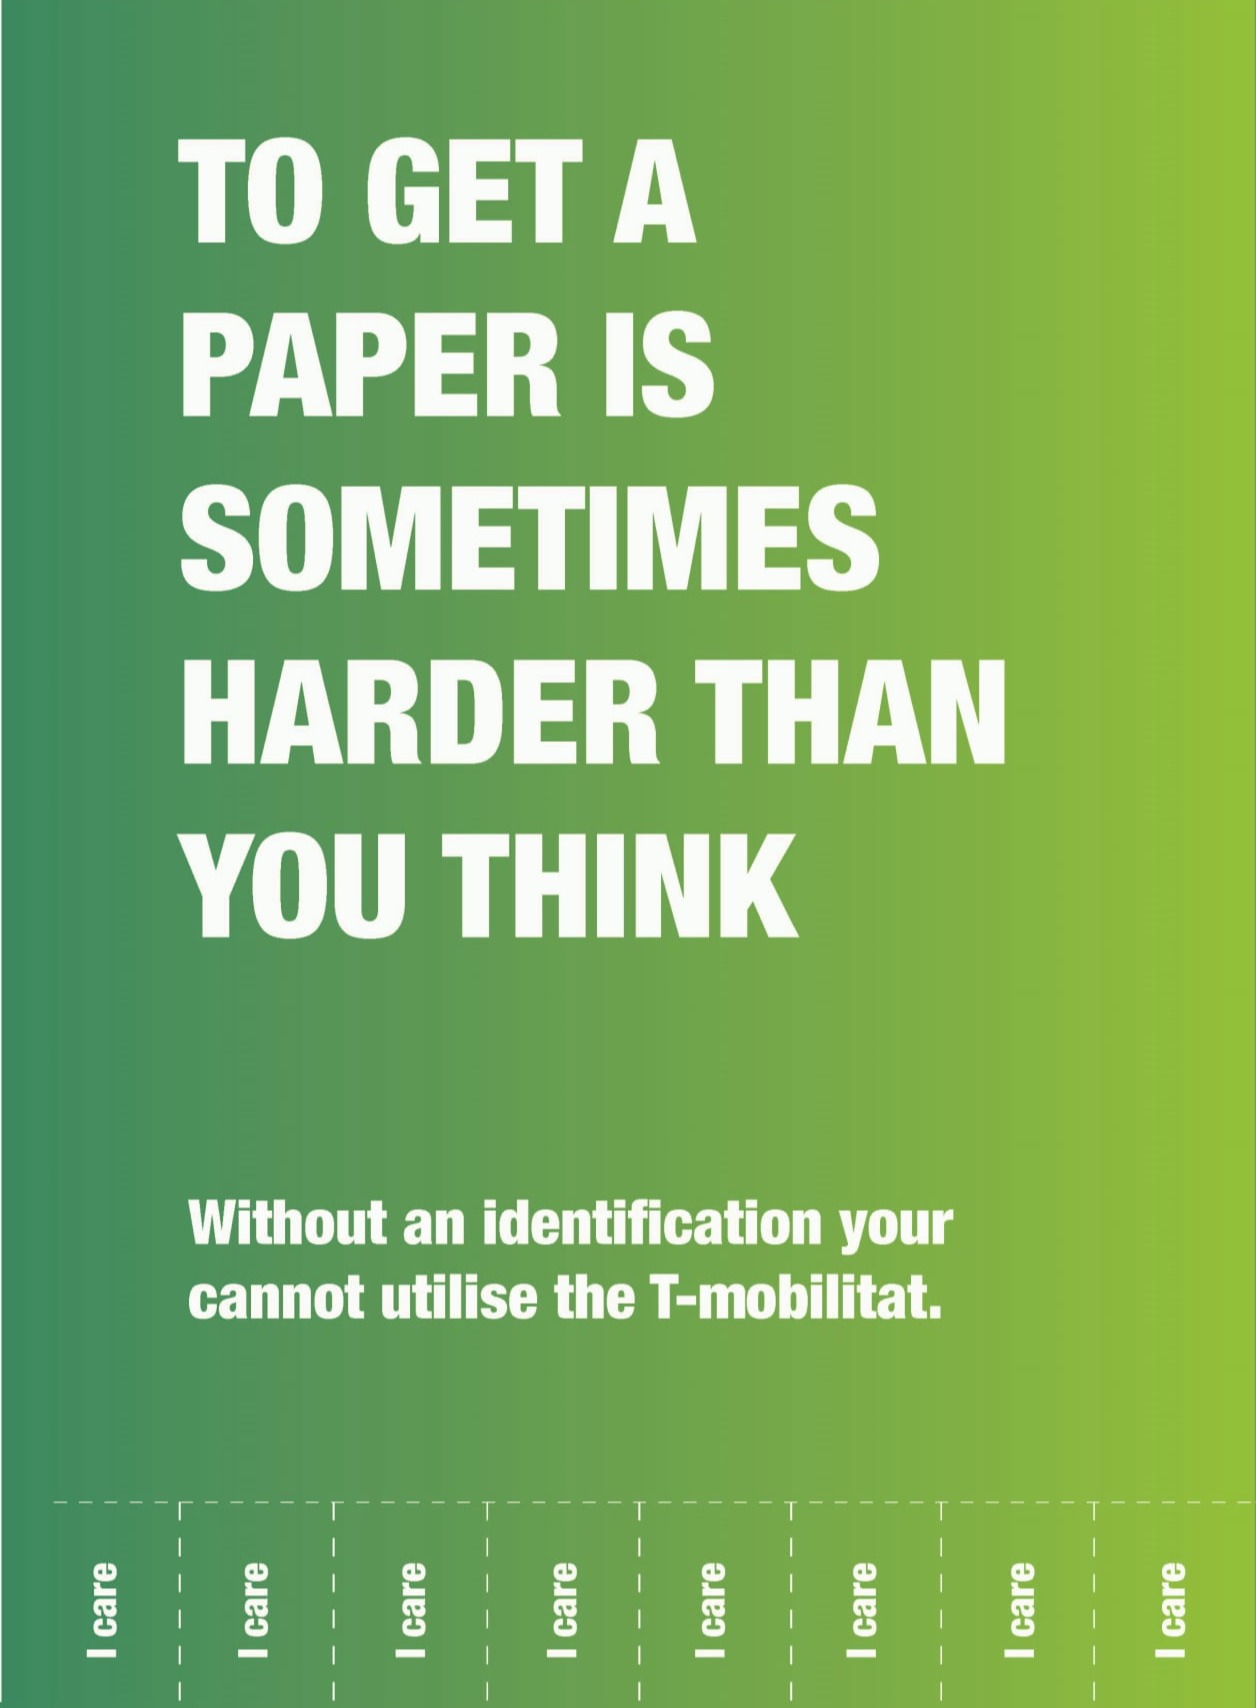 TO GET A
PAPER IS
SOMETIMES
HARDER THAN
YOU THINK
Without an identification your
cannot utilise the T-mobilitat.
I care
I care
I care
I care
I care
I care
I care
I care